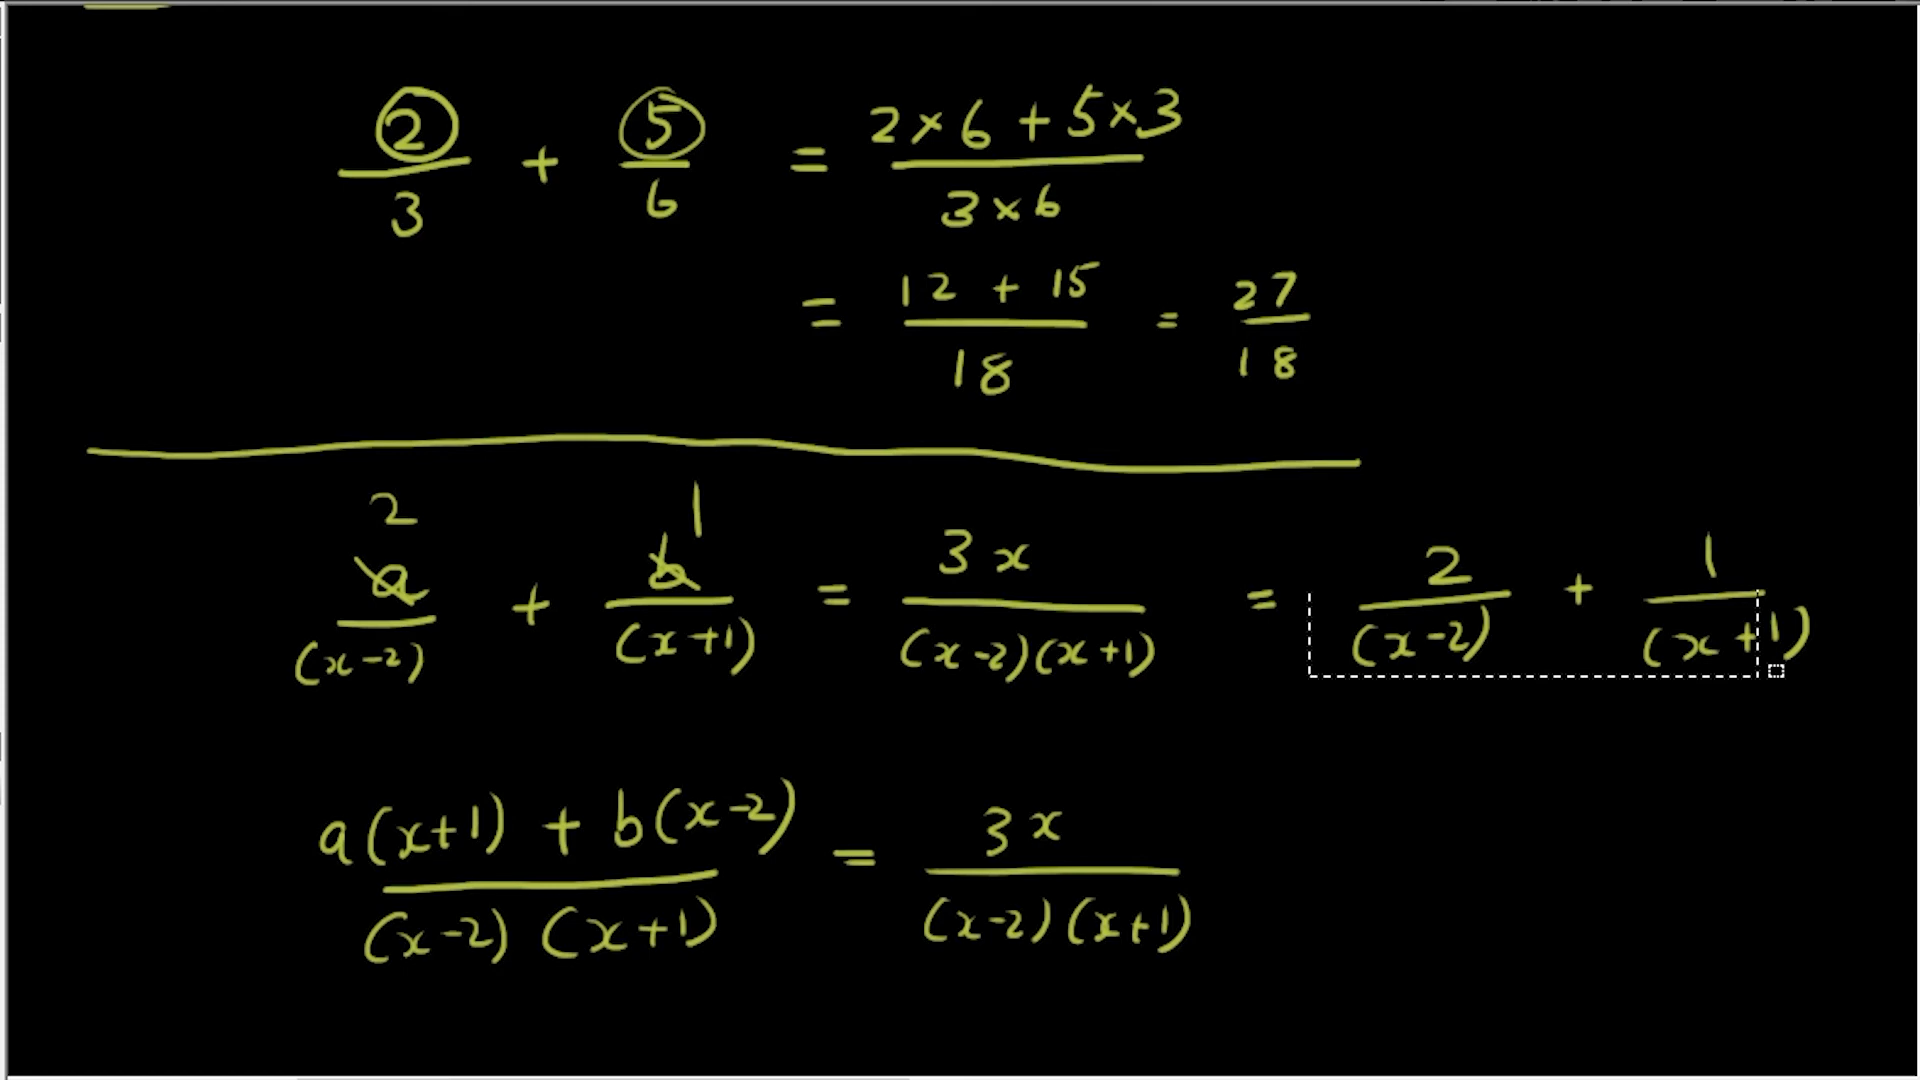 2/3 + 5/6 = (2×6 + 5×3)/(3×6)
= (12 + 15)/18 = 27/18
2 1
a/(x-2) + b/(x+1) = 3x/((x-2)(x+1)) = 2/(x-2) + 1/(x+1)
(a(x+1) + b(x-2))/((x-2)(x+1)) = 3x/((x-2)(x+1))